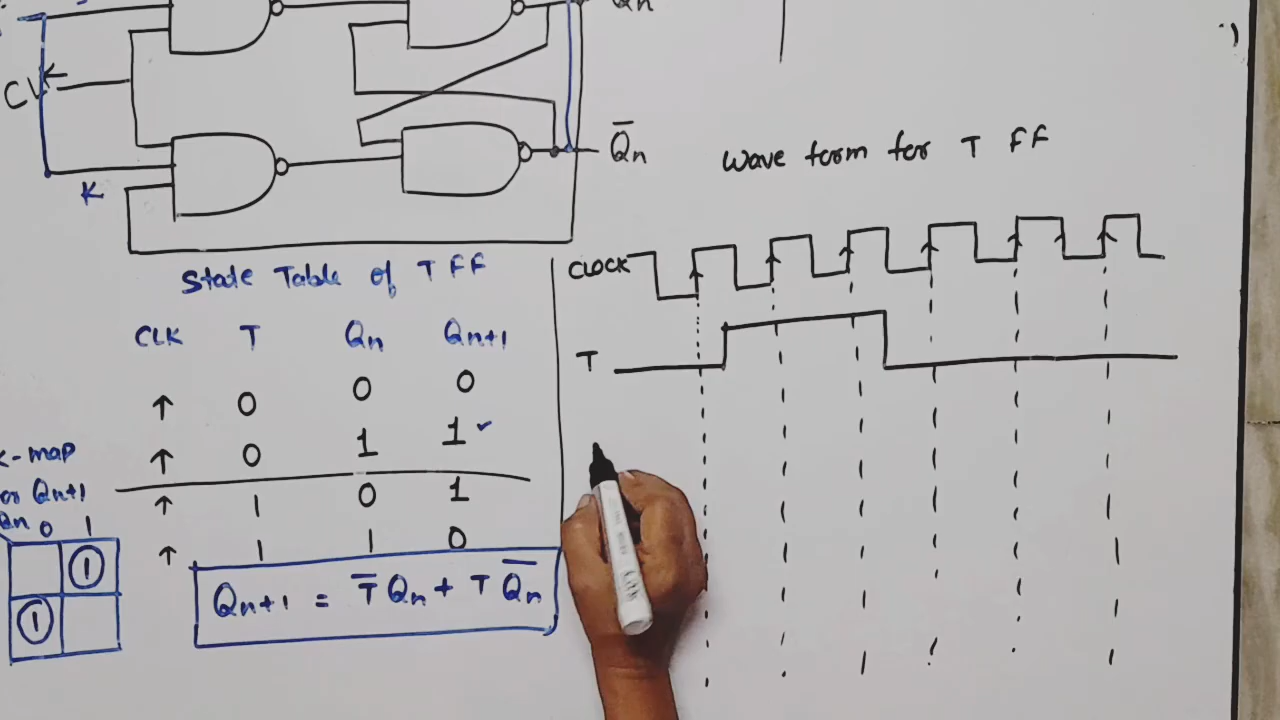 Qn
CL
Q̅n
K
Wave form for T FF
State Table of T FF
CLK T Qn Qn+1
↑ 0 0 0
↑ 0 1 1 ✓
↑ 1 0 1
↑ 1 1 0
K-map
for Qn+1
Qn 0 1
1
1
Qn+1 = T̅ Qn + T Q̅n
CLOCK
T